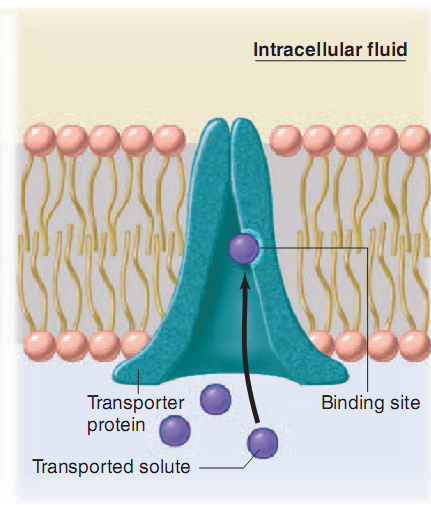 Intracellular fluid
Transporter
protein
Binding site
Transported solute